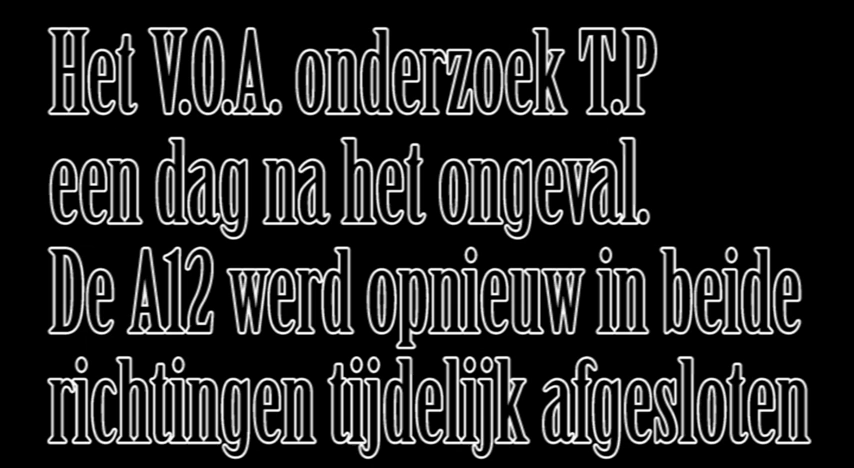 Het V.O.A. onderzoek T.P
een dag na het ongeval.
De A12 werd opnieuw in beide
richtingen tijdelijk afgesloten